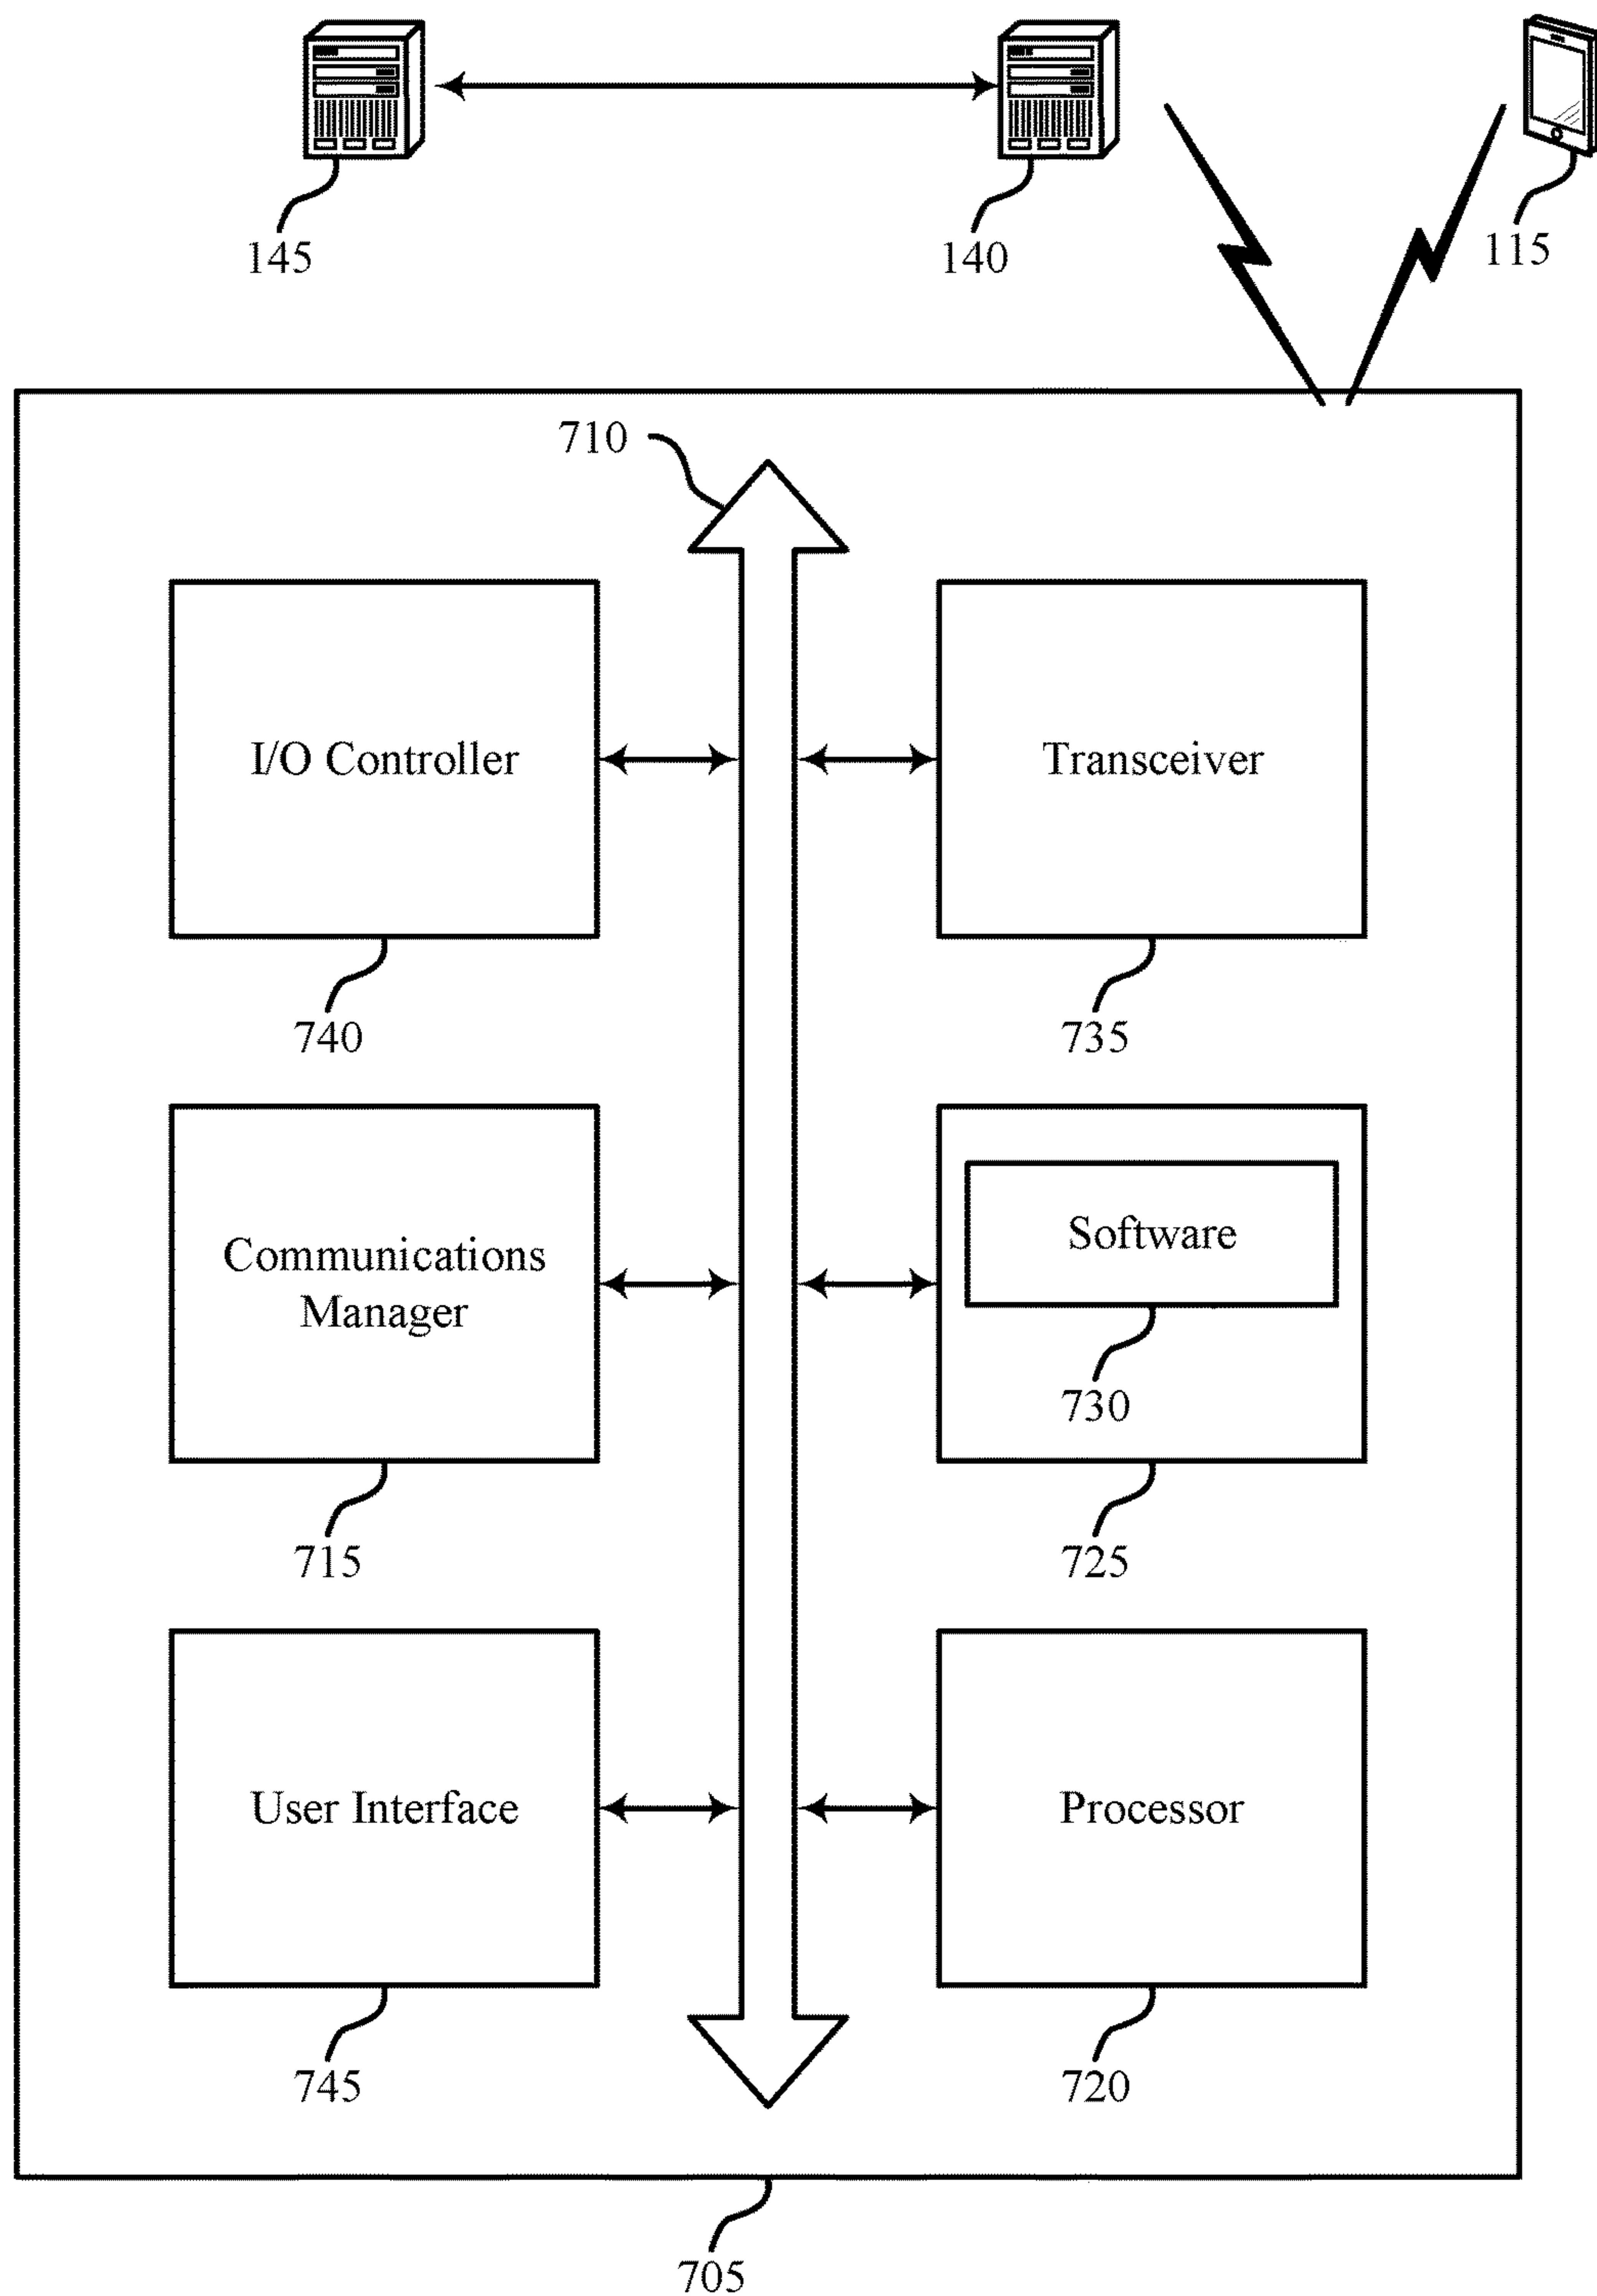 145
140
115
710
I/O Controller
Transceiver
740
735
Communications
Manager
Software
730
715
725
User Interface
Processor
745
720
705